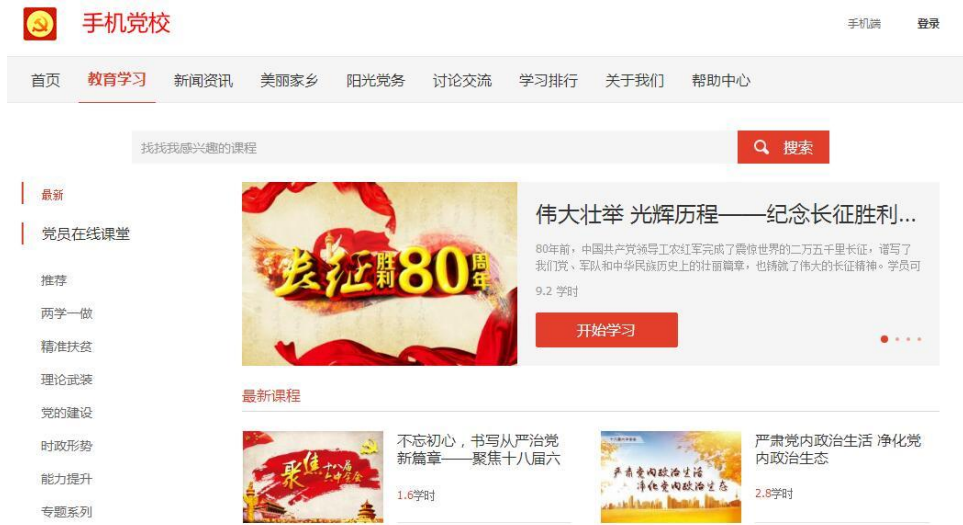 手机党校
手机端 登录
首页 教育学习 新闻资讯 美丽家乡 阳光党务 讨论交流 学习排行 关于我们 帮助中心
找找我感兴趣的课程
搜索
最新
党员在线课堂
推荐
两学一做
精准扶贫
理论武装
党的建设
时政形势
能力提升
专题系列
长征胜利80周年
伟大壮举 光辉历程——纪念长征胜利...
80年前，中国共产党领导工农红军完成了震惊世界的二万五千里长征，谱写了
我们党、军队和中华民族历史上的壮丽篇章，也铸就了伟大的长征精神。学员可
9.2 学时
开始学习
最新课程
聚焦十八届
六中全会
不忘初心，书写从严治党
新篇章——聚焦十八届六
1.6学时
严肃党内政治生活
净化党内政治生态
严肃党内政治生活 净化党
内政治生态
2.8学时